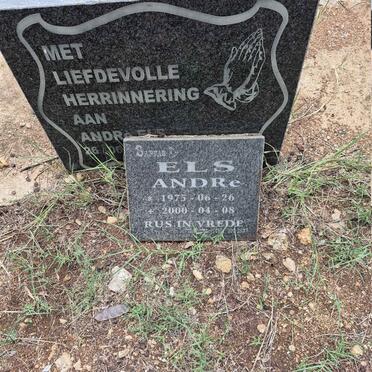 MET
LIEFDEVOLLE
HERRINNERING
AAN
ELS
ANDRe
* 1975-06-26
+ 2000-04-08
RUS IN VREDE